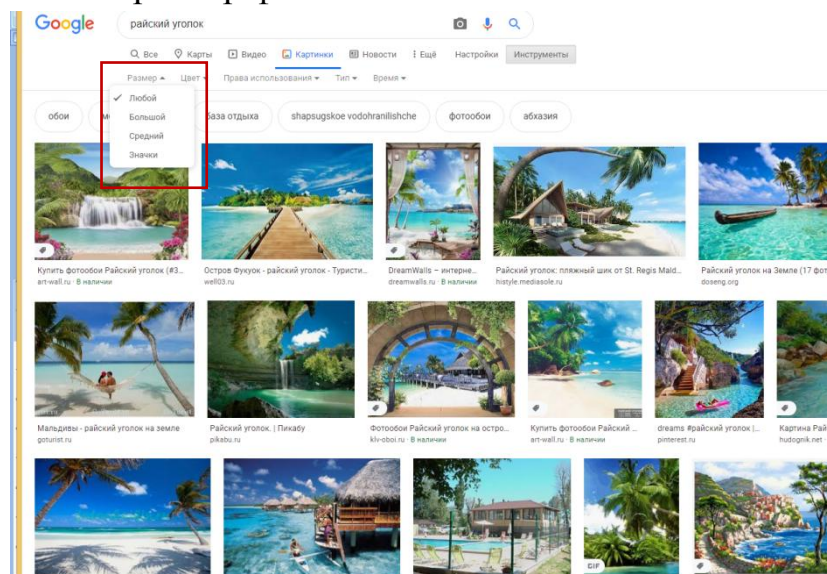 Google райский уголок
Все Карты Видео Картинки Новости Ещё Настройки Инструменты
Размер Цвет Права использования Тип Время
Любой
Большой
Средний
Значки
обои база отдыха shapsugskoe vodohranilishche фотообои абхазия
Купить фотообои Райский уголок (#3... Остров Фукуок - райский уголок - Туристи... DreamWalls – интерне... Райский уголок: пляжный шик от St. Regis Mald... Райский уголок на Земле (17 фот
art-wall.ru · В наличии well03.ru dreamwalls.ru · В наличии histyle.mediasole.ru doseng.org
Мальдивы - райский уголок на земле Райский уголок. | Пикабу Фотообои Райский уголок на остро... Купить фотообои Райский ... dreams #райский уголок |... Картина Рай
goturist.ru pikabu.ru klv-oboi.ru · В наличии art-wall.ru · В наличии pinterest.ru hudognik.net ·
GIF